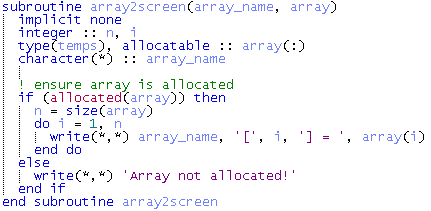 subroutine array2screen(array_name, array)
  implicit none
  integer :: n, i
  type(temps), allocatable :: array(:)
  character(*) :: array_name

  ! ensure array is allocated
  if (allocated(array)) then
    n = size(array)
    do i = 1, n
      write(*,*) array_name, '[', i, '] = ', array(i)
    end do
  else
    write(*,*) 'Array not allocated!'
  end if
end subroutine array2screen